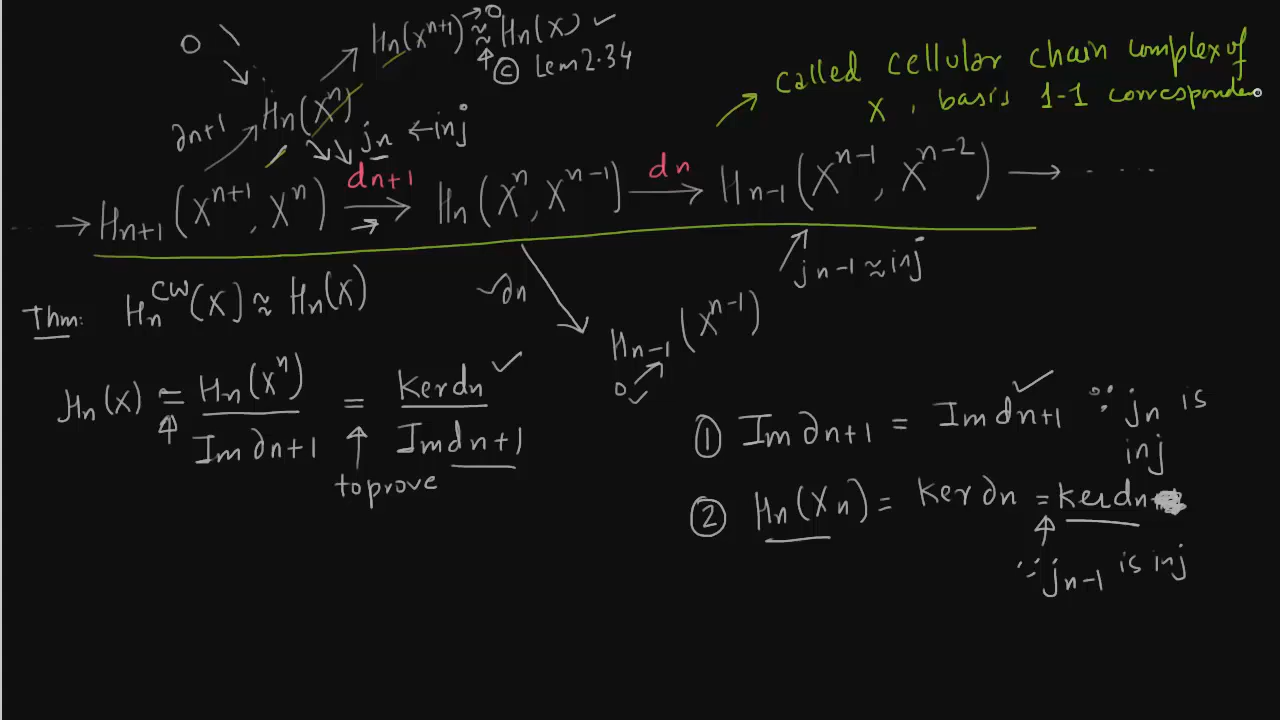 0
Hn(X^{n+1}) → 0
≈ Hn(X) ✓
↑ © Lem 2.34
∂n+1 Hn(X^n)
jn ← inj
called cellular chain complex of
X, basis 1-1 corresponden
··· → Hn+1(X^{n+1}, X^n) \xrightarrow{dn+1} Hn(X^n, X^{n-1}] \xrightarrow{dn} Hn-1(X^{n-1}, X^{n-2}) → ·····
jn-1 ≈ inj
Thm: Hn^{CW}(X] ≈ Hn(X)
∂n
Hn-1(X^{n-1})
0 ✓
Hn(X) ≃ Hn(X^n) / Im ∂n+1 = Ker dn / Im dn+1 ✓
to prove
① Im ∂n+1 = Im dn+1 ✓ ∵ jn is
inj
② Hn(Xn) = Ker ∂n = Ker dn
∵ jn-1 is inj